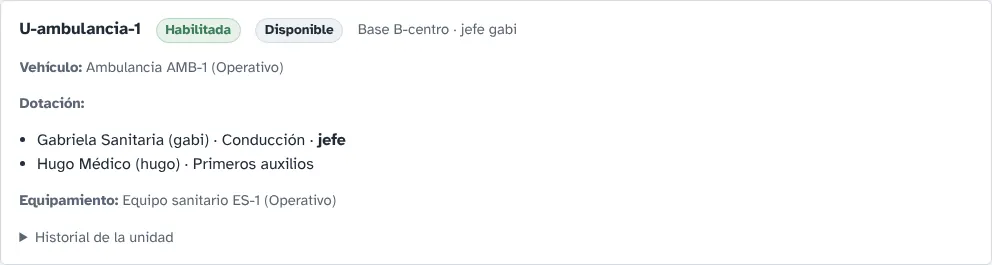 U-ambulancia-1 Habilitada Disponible Base B-centro · jefe gabi
Vehículo: Ambulancia AMB-1 (Operativo)
Dotación:
• Gabriela Sanitaria (gabi) · Conducción · jefe
• Hugo Médico (hugo) · Primeros auxilios
Equipamiento: Equipo sanitario ES-1 (Operativo)
▶ Historial de la unidad